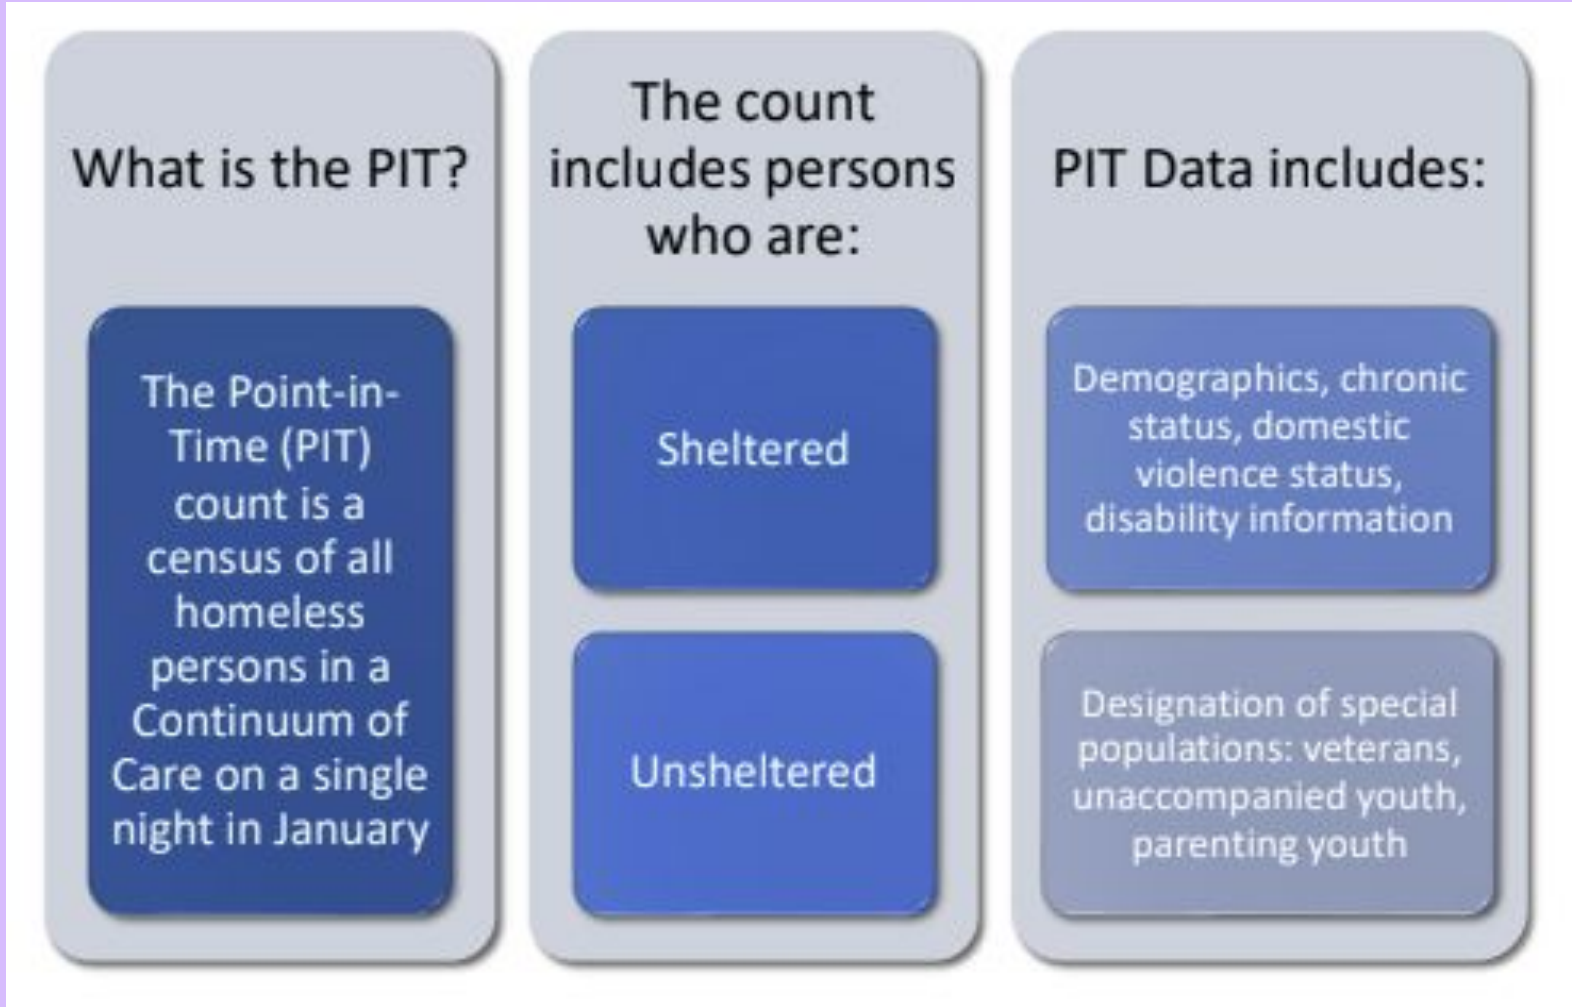 What is the PIT?
The Point-in-
Time (PIT)
count is a
census of all
homeless
persons in a
Continuum of
Care on a single
night in January
The count
includes persons
who are:
Sheltered
Unsheltered
PIT Data includes:
Demographics, chronic
status, domestic
violence status,
disability information
Designation of special
populations: veterans,
unaccompanied youth,
parenting youth